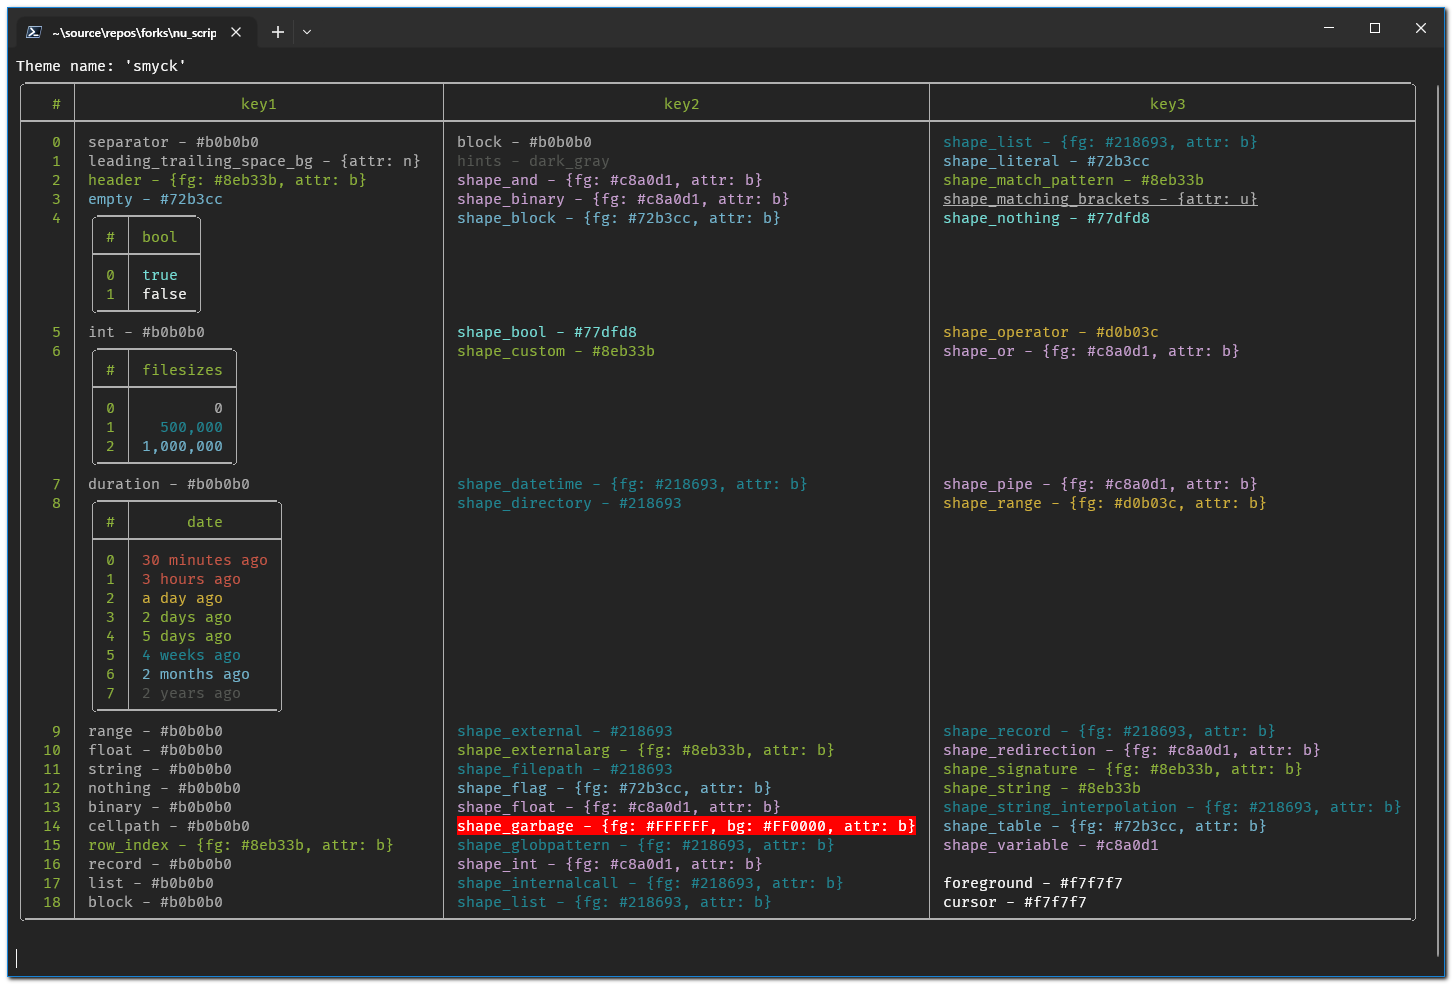 ~\source\repos\forks\nu_scrip
Theme name: 'smyck'
# key1 key2 key3
0 separator - #b0b0b0 block - #b0b0b0 shape_list - {fg: #218693, attr: b}
1 leading_trailing_space_bg - {attr: n} hints - dark_gray shape_literal - #72b3cc
2 header - {fg: #8eb33b, attr: b} shape_and - {fg: #c8a0d1, attr: b} shape_match_pattern - #8eb33b
3 empty - #72b3cc shape_binary - {fg: #c8a0d1, attr: b} shape_matching_brackets - {attr: u}
4 shape_block - {fg: #72b3cc, attr: b} shape_nothing - #77dfd8
# bool
0 true
1 false
5 int - #b0b0b0 shape_bool - #77dfd8 shape_operator - #d0b03c
6 shape_custom - #8eb33b shape_or - {fg: #c8a0d1, attr: b}
# filesizes
0 0
1 500,000
2 1,000,000
7 duration - #b0b0b0 shape_datetime - {fg: #218693, attr: b} shape_pipe - {fg: #c8a0d1, attr: b}
8 shape_directory - #218693 shape_range - {fg: #d0b03c, attr: b}
# date
0 30 minutes ago
1 3 hours ago
2 a day ago
3 2 days ago
4 5 days ago
5 4 weeks ago
6 2 months ago
7 2 years ago
9 range - #b0b0b0 shape_external - #218693 shape_record - {fg: #218693, attr: b}
10 float - #b0b0b0 shape_externalarg - {fg: #8eb33b, attr: b} shape_redirection - {fg: #c8a0d1, attr: b}
11 string - #b0b0b0 shape_filepath - #218693 shape_signature - {fg: #8eb33b, attr: b}
12 nothing - #b0b0b0 shape_flag - {fg: #72b3cc, attr: b} shape_string - #8eb33b
13 binary - #b0b0b0 shape_float - {fg: #c8a0d1, attr: b} shape_string_interpolation - {fg: #218693, attr: b}
14 cellpath - #b0b0b0 shape_garbage - {fg: #FFFFFF, bg: #FF0000, attr: b} shape_table - {fg: #72b3cc, attr: b}
15 row_index - {fg: #8eb33b, attr: b} shape_globpattern - {fg: #218693, attr: b} shape_variable - #c8a0d1
16 record - #b0b0b0 shape_int - {fg: #c8a0d1, attr: b}
17 list - #b0b0b0 shape_internalcall - {fg: #218693, attr: b} foreground - #f7f7f7
18 block - #b0b0b0 shape_list - {fg: #218693, attr: b} cursor - #f7f7f7